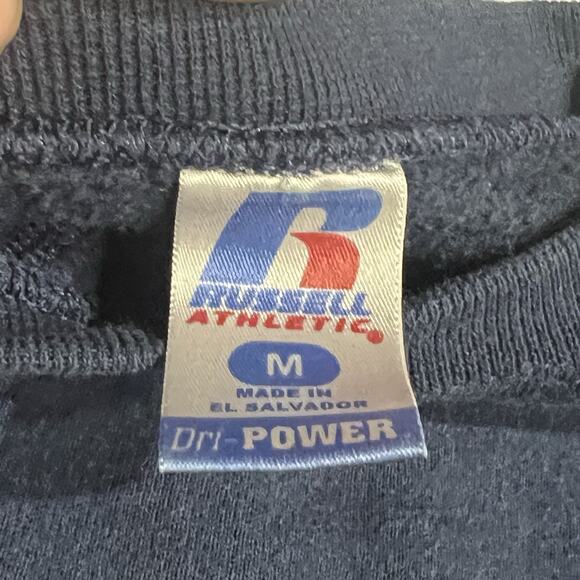 R
RUSSELL
ATHLETIC®
M
MADE IN
EL SALVADOR
Dri-POWER